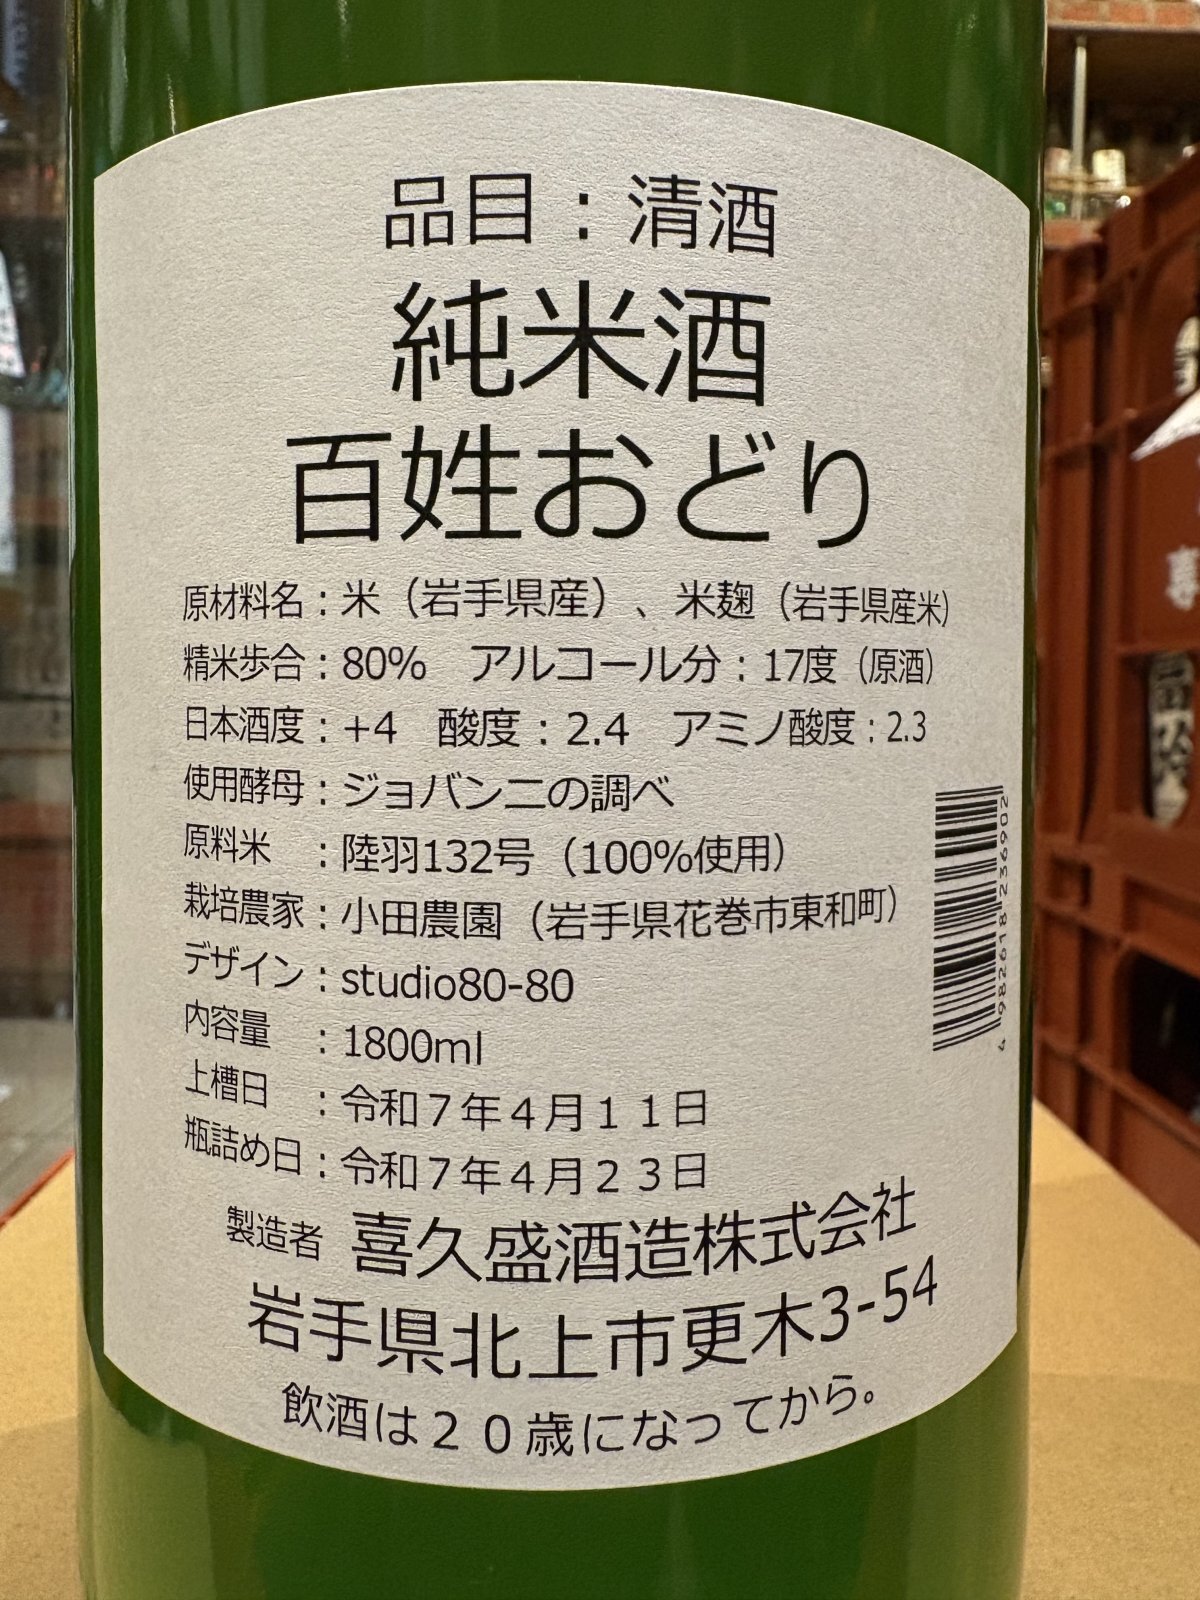 品目：清酒
純米酒
百姓おどり
原材料名：米（岩手県産）、米麹（岩手県産米）
精米歩合：80%　アルコール分：17度（原酒）
日本酒度：+4　酸度：2.4　アミノ酸度：2.3
使用酵母：ジョバンニの調べ
原料米　：陸羽132号（100%使用）
栽培農家：小田農園（岩手県花巻市東和町）
デザイン：studio80-80
内容量　：1800ml
上槽日　：令和７年４月１１日
瓶詰め日：令和７年４月２３日
製造者　喜久盛酒造株式会社
岩手県北上市更木3-54
飲酒は２０歳になってから。
4 982618 236902
専